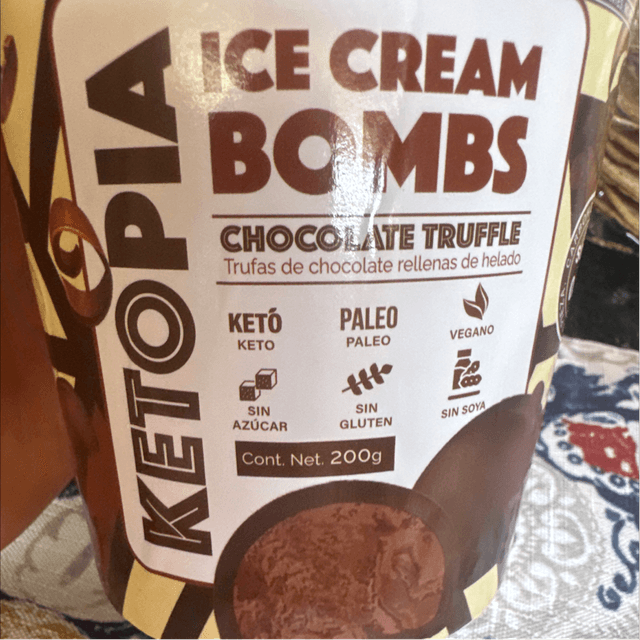 KETOPIA
ICE CREAM
BOMBS
CHOCOLATE TRUFFLE
Trufas de chocolate rellenas de helado
KETÓ
KETO
PALEO
PALEO
VEGANO
SIN
AZÚCAR
SIN
GLUTEN
SIN SOYA
Cont. Net. 200g